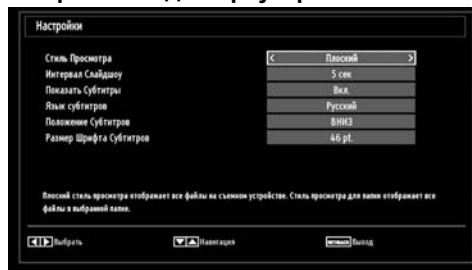 Настройки
Стиль Просмотра < Плоский >
Интервал Слайдшоу 5 сек
Показать Субтитры Вкл.
Язык субтитров Русский
Положение Субтитров ВНИЗ
Размер Шрифта Субтитров 46 pt.
Плоский стиль просмотра отображает все файлы на съемном устройстве. Стиль просмотра для папки отображает все
файлы в выбранной папке.
Выбрать Навигация Выход